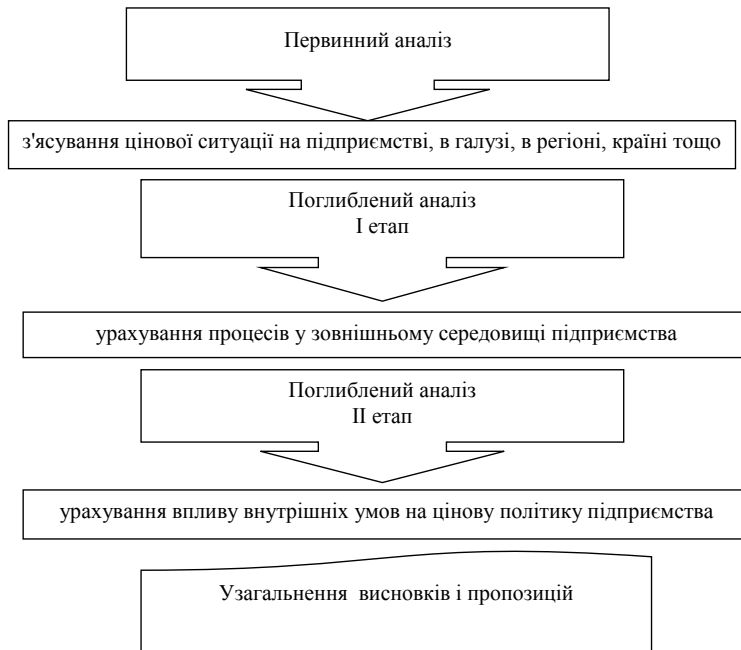 Первинний аналіз
з'ясування цінової ситуації на підприємстві, в галузі, в регіоні, країні тощо
Поглиблений аналіз
І етап
урахування процесів у зовнішньому середовищі підприємства
Поглиблений аналіз
ІІ етап
урахування впливу внутрішніх умов на цінову політику підприємства
Узагальнення  висновків і пропозицій